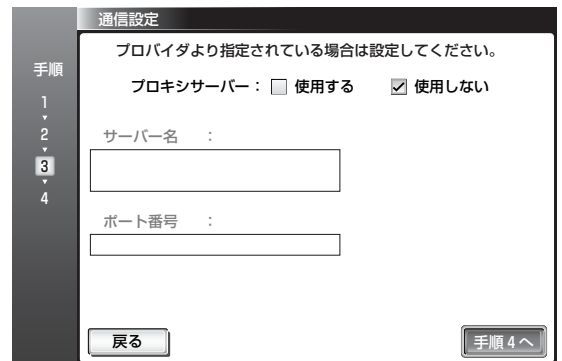 通信設定
プロバイダより指定されている場合は設定してください。
手順
プロキシサーバー： 使用する 使用しない
1
2
サーバー名 ：
3
4
ポート番号 ：
戻る
手順4へ